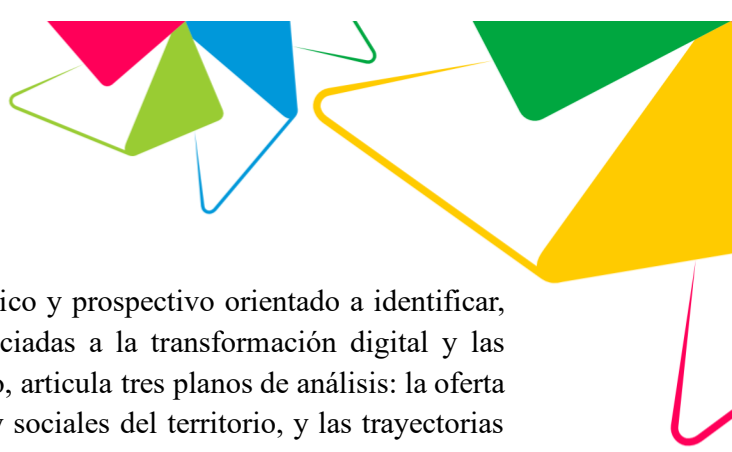 ico y prospectivo orientado a identificar,
ciadas a la transformación digital y las
o, articula tres planos de análisis: la oferta
y sociales del territorio, y las trayectorias